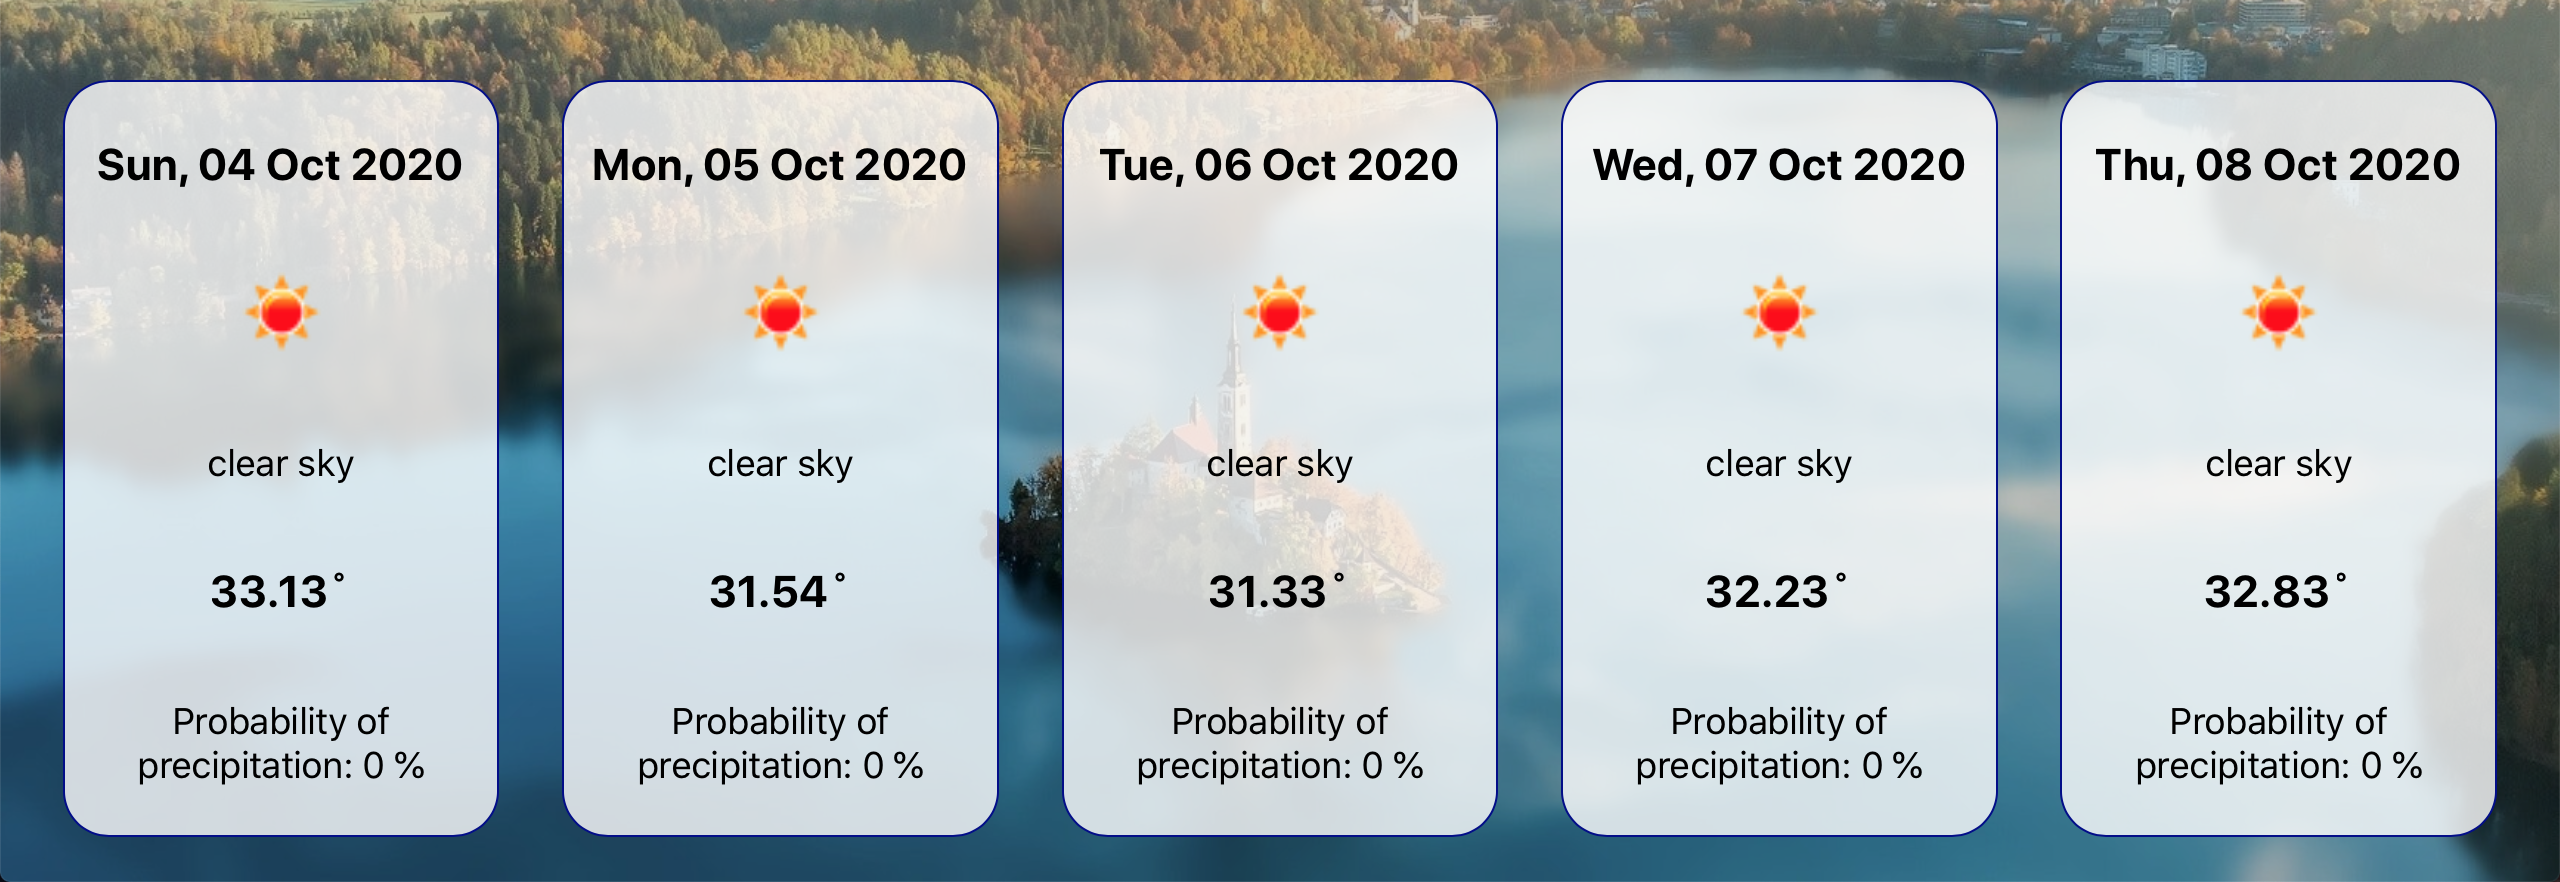 Sun, 04 Oct 2020
clear sky
33.13°
Probability of
precipitation: 0 %
Mon, 05 Oct 2020
clear sky
31.54°
Probability of
precipitation: 0 %
Tue, 06 Oct 2020
clear sky
31.33°
Probability of
precipitation: 0 %
Wed, 07 Oct 2020
clear sky
32.23°
Probability of
precipitation: 0 %
Thu, 08 Oct 2020
clear sky
32.83°
Probability of
precipitation: 0 %